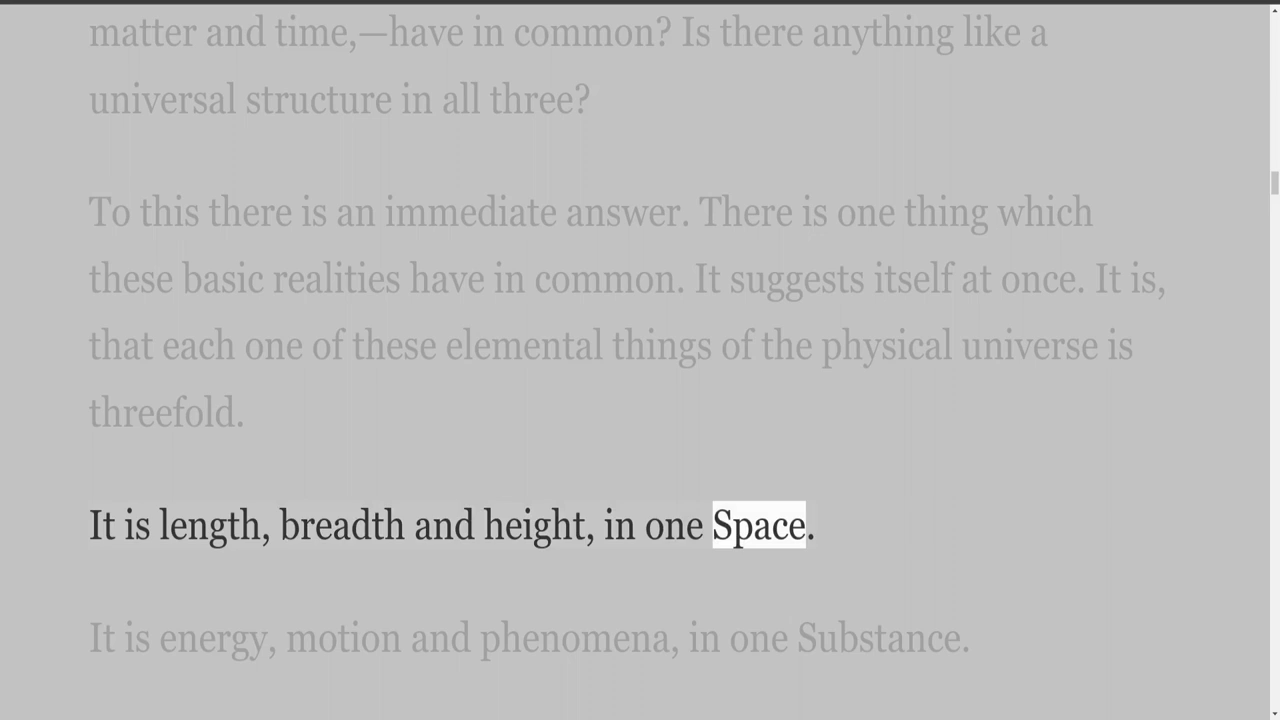 matter and time,—have in common? Is there anything like a
universal structure in all three?
To this there is an immediate answer. There is one thing which
these basic realities have in common. It suggests itself at once. It is,
that each one of these elemental things of the physical universe is
threefold.
It is length, breadth and height, in one Space.
It is energy, motion and phenomena, in one Substance.